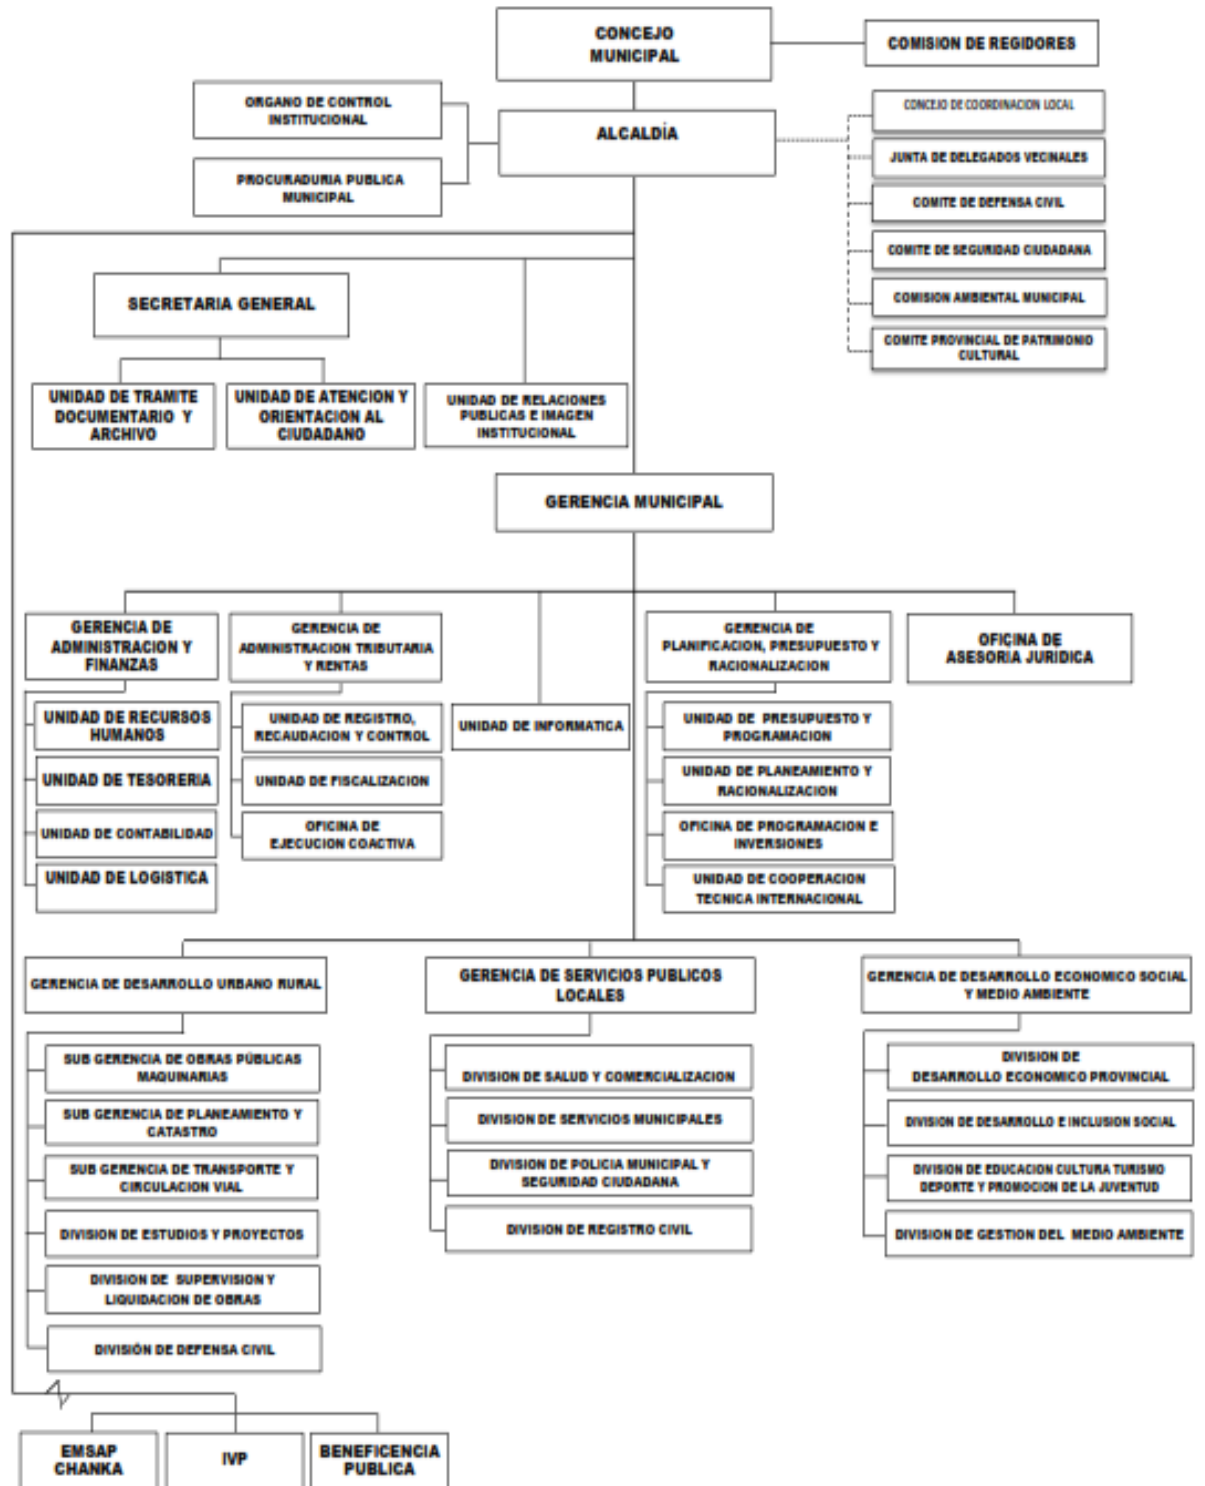 CONCEJO
MUNICIPAL
COMISION DE REGIDORES
ORGANO DE CONTROL
INSTITUCIONAL
ALCALDÍA
CONCEJO DE COORDINACION LOCAL
PROCURADURIA PUBLICA
MUNICIPAL
JUNTA DE DELEGADOS VECINALES
COMITE DE DEFENSA CIVIL
COMITE DE SEGURIDAD CIUDADANA
COMISION AMBIENTAL MUNICIPAL
COMITE PROVINCIAL DE PATRIMONIO
CULTURAL
SECRETARIA GENERAL
UNIDAD DE TRAMITE
DOCUMENTARIO Y
ARCHIVO
UNIDAD DE ATENCION Y
ORIENTACION AL
CIUDADANO
UNIDAD DE RELACIONES
PUBLICAS E IMAGEN
INSTITUCIONAL
GERENCIA MUNICIPAL
GERENCIA DE
ADMINISTRACION Y
FINANZAS
GERENCIA DE
ADMINISTRACION TRIBUTARIA
Y RENTAS
GERENCIA DE
PLANIFICACION, PRESUPUESTO Y
RACIONALIZACION
OFICINA DE
ASESORIA JURIDICA
UNIDAD DE RECURSOS
HUMANOS
UNIDAD DE TESORERIA
UNIDAD DE CONTABILIDAD
UNIDAD DE LOGISTICA
UNIDAD DE REGISTRO,
RECAUDACION Y CONTROL
UNIDAD DE FISCALIZACION
OFICINA DE
EJECUCION COACTIVA
UNIDAD DE INFORMATICA
UNIDAD DE PRESUPUESTO Y
PROGRAMACION
UNIDAD DE PLANEAMIENTO Y
RACIONALIZACION
OFICINA DE PROGRAMACION E
INVERSIONES
UNIDAD DE COOPERACION
TECNICA INTERNACIONAL
GERENCIA DE DESARROLLO URBANO RURAL
GERENCIA DE SERVICIOS PUBLICOS
LOCALES
GERENCIA DE DESARROLLO ECONOMICO SOCIAL
Y MEDIO AMBIENTE
SUB GERENCIA DE OBRAS PÚBLICAS
MAQUINARIAS
SUB GERENCIA DE PLANEAMIENTO Y
CATASTRO
SUB GERENCIA DE TRANSPORTE Y
CIRCULACION VIAL
DIVISION DE ESTUDIOS Y PROYECTOS
DIVISION DE SUPERVISION Y
LIQUIDACION DE OBRAS
DIVISIÓN DE DEFENSA CIVIL
DIVISION DE SALUD Y COMERCIALIZACION
DIVISION DE SERVICIOS MUNICIPALES
DIVISION DE POLICIA MUNICIPAL Y
SEGURIDAD CIUDADANA
DIVISION DE REGISTRO CIVIL
DIVISION DE
DESARROLLO ECONOMICO PROVINCIAL
DIVISION DE DESARROLLO E INCLUSION SOCIAL
DIVISION DE EDUCACION CULTURA TURISMO
DEPORTE Y PROMOCION DE LA JUVENTUD
DIVISION DE GESTION DEL MEDIO AMBIENTE
EMSAP
CHANKA
IVP
BENEFICENCIA
PUBLICA